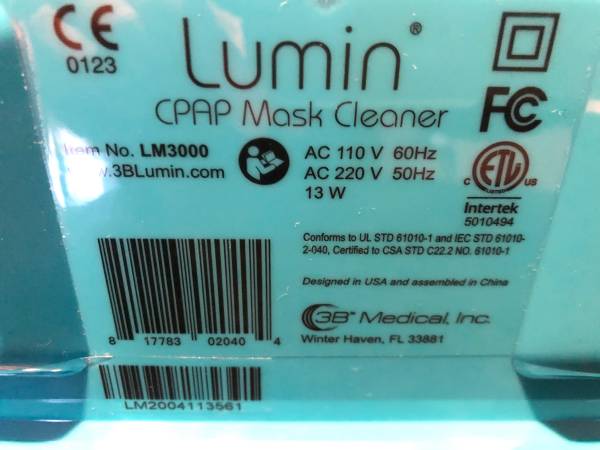 CE
0123
Lumin®
CPAP Mask Cleaner
FC
Item No. LM3000
.3BLumin.com
AC 110 V 60Hz
AC 220 V 50Hz
13 W
C ETL US
Intertek
5010494
Conforms to UL STD 61010-1 and IEC STD 61010-
2-040, Certified to CSA STD C22.2 NO. 61010-1
Designed in USA and assembled in China
3B™ Medical, Inc.
Winter Haven, FL 33881
8 17783 02040 4
LM2004113561